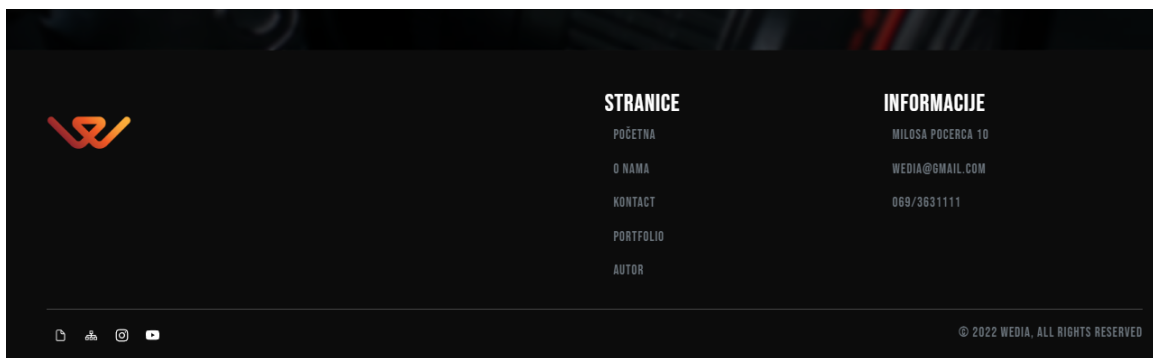 STRANICE
POČETNA
O NAMA
KONTACT
PORTFOLIO
AUTOR
INFORMACIJE
MILOSA POCERCA 10
WEDIA@GMAIL.COM
069/3631111
© 2022 WEDIA, ALL RIGHTS RESERVED